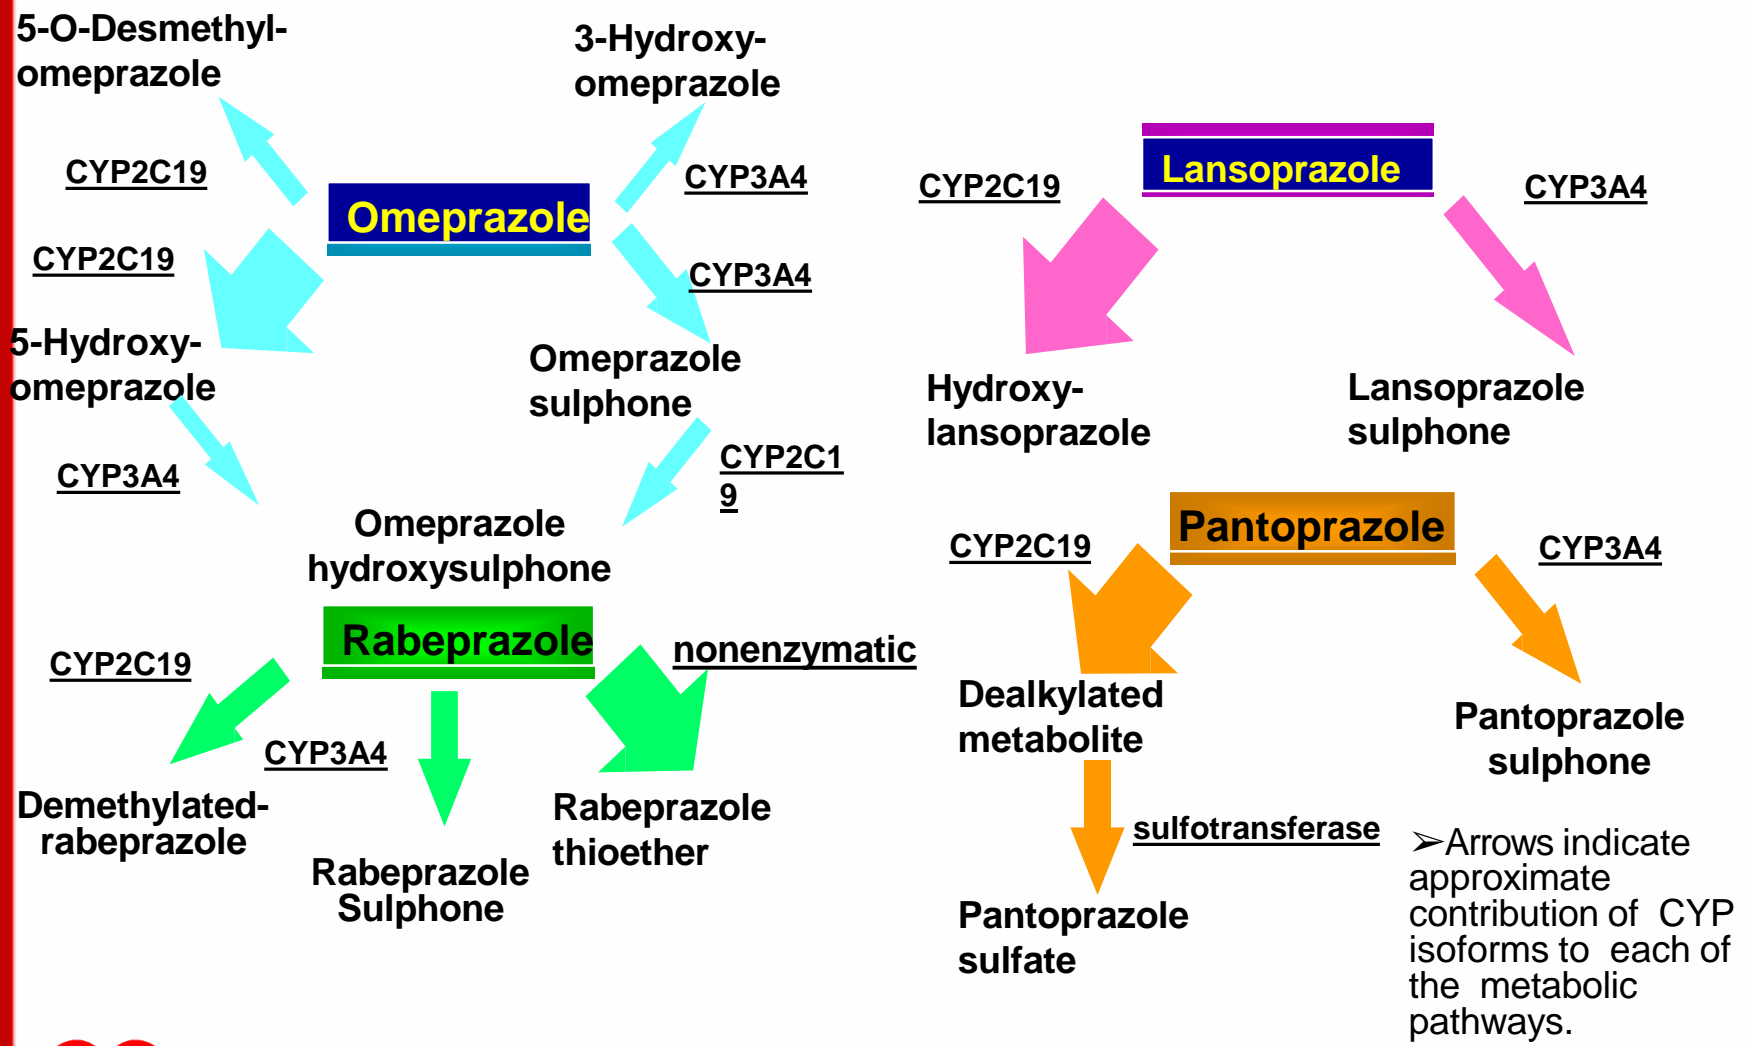 5-O-Desmethyl-
omeprazole
3-Hydroxy-
omeprazole
CYP2C19
CYP3A4
Omeprazole
CYP2C19
CYP3A4
5-Hydroxy-
omeprazole
Omeprazole
sulphone
CYP3A4
CYP2C1
9
Omeprazole
hydroxysulphone
Lansoprazole
CYP2C19
CYP3A4
Hydroxy-
lansoprazole
Lansoprazole
sulphone
Rabeprazole
CYP2C19
nonenzymatic
CYP3A4
Demethylated-
rabeprazole
Rabeprazole
Sulphone
Rabeprazole
thioether
Pantoprazole
CYP2C19
CYP3A4
Dealkylated
metabolite
Pantoprazole
sulphone
sulfotransferase
Pantoprazole
sulfate
➢Arrows indicate
approximate
contribution of CYP
isoforms to each of
the metabolic
pathways.